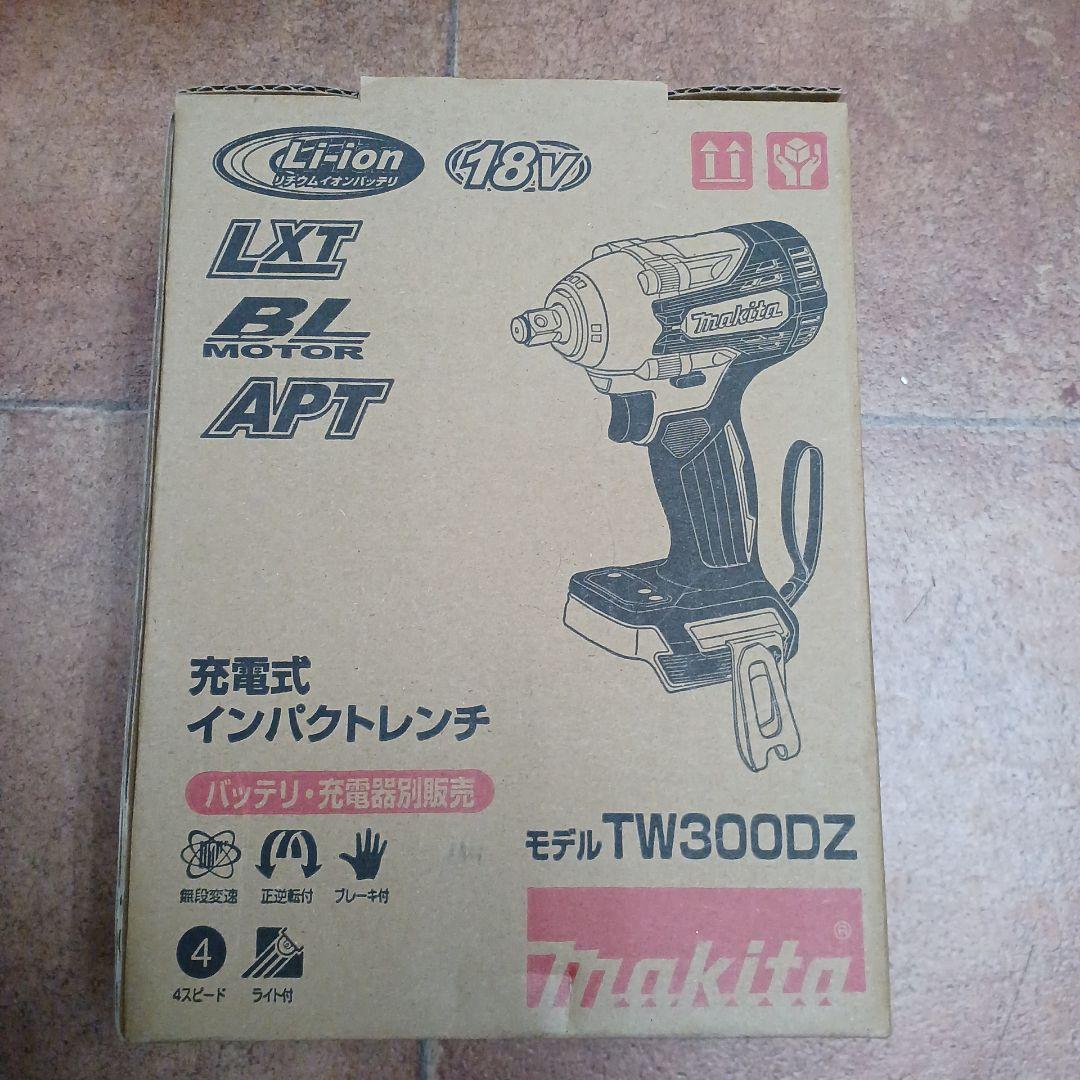 Li-ion
リチウムイオンバッテリ
18V
LXT
BL
MOTOR
APT
makita
充電式
インパクトレンチ
バッテリ・充電器別販売
モデル TW300DZ
無段変速
正逆転付
ブレーキ付
4
4スピード
ライト付
makita®